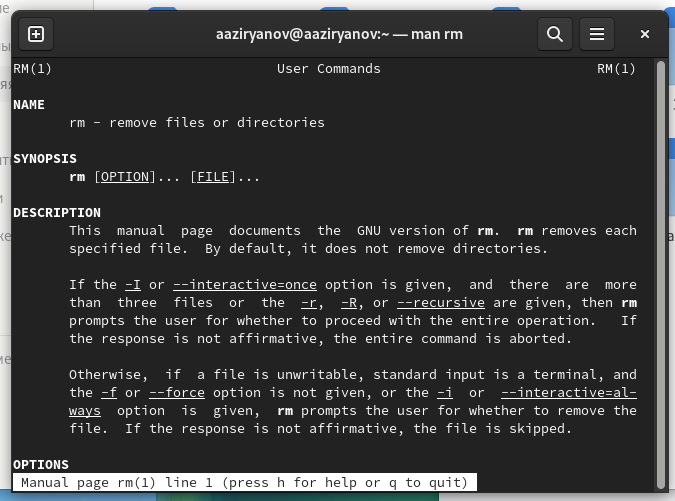 aaziryanov@aaziryanov:~ — man rm
RM(1) User Commands RM(1)
NAME
rm - remove files or directories
SYNOPSIS
rm [OPTION]... [FILE]...
DESCRIPTION
This manual page documents the GNU version of rm. rm removes each
specified file. By default, it does not remove directories.
If the -I or --interactive=once option is given, and there are more
than three files or the -r, -R, or --recursive are given, then rm
prompts the user for whether to proceed with the entire operation. If
the response is not affirmative, the entire command is aborted.
Otherwise, if a file is unwritable, standard input is a terminal, and
the -f or --force option is not given, or the -i or --interactive=al-
ways option is given, rm prompts the user for whether to remove the
file. If the response is not affirmative, the file is skipped.
OPTIONS
Manual page rm(1) line 1 (press h for help or q to quit)